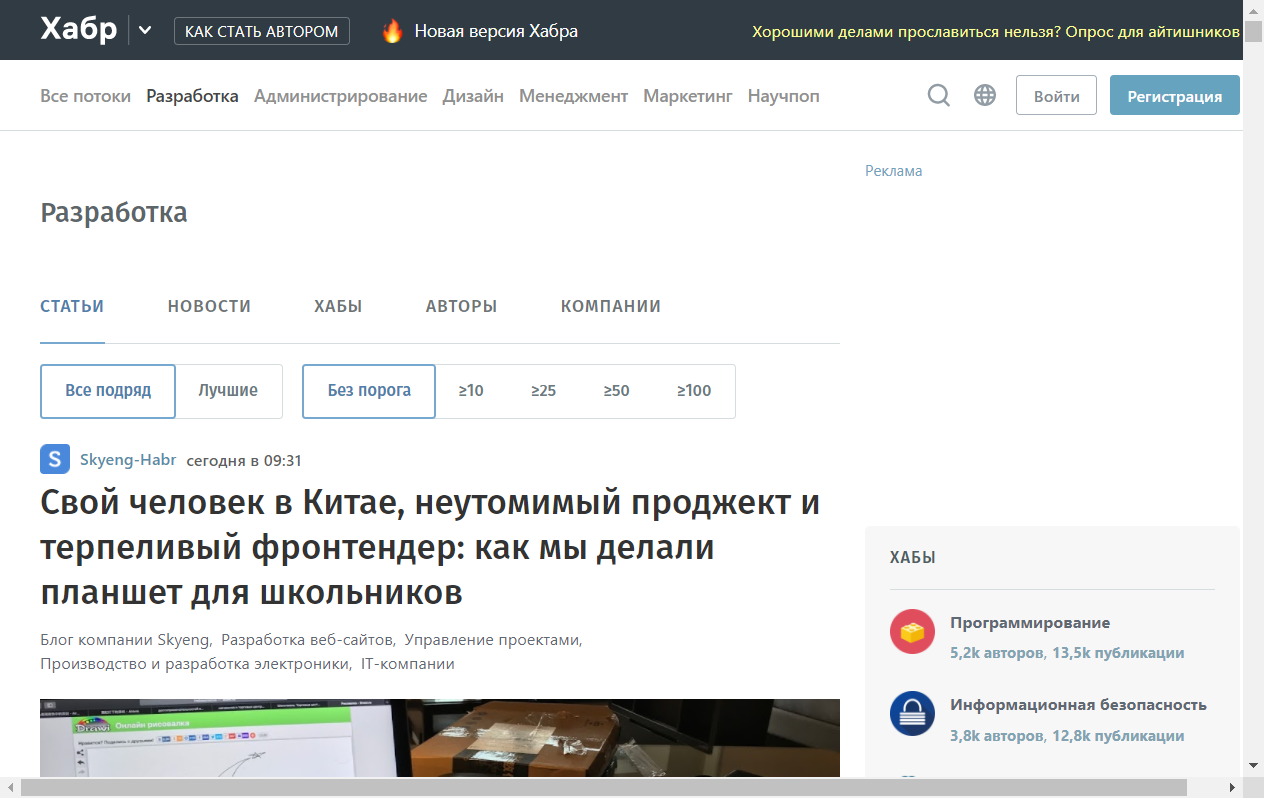 Хабр
КАК СТАТЬ АВТОРОМ
Новая версия Хабра
Хорошими делами прославиться нельзя? Опрос для айтишников
Все потоки Разработка Администрирование Дизайн Менеджмент Маркетинг Научпоп
Войти
Регистрация
Реклама
Разработка
СТАТЬИ НОВОСТИ ХАБЫ АВТОРЫ КОМПАНИИ
Все подряд Лучшие Без порога ≥10 ≥25 ≥50 ≥100
S Skyeng-Habr сегодня в 09:31
Свой человек в Китае, неутомимый проджект и
терпеливый фронтендер: как мы делали
планшет для школьников
Блог компании Skyeng, Разработка веб-сайтов, Управление проектами,
Производство и разработка электроники, IT-компании
Онлайн рисовалка
ХАБЫ
Программирование
5,2k авторов, 13,5k публикации
Информационная безопасность
3,8k авторов, 12,8k публикации